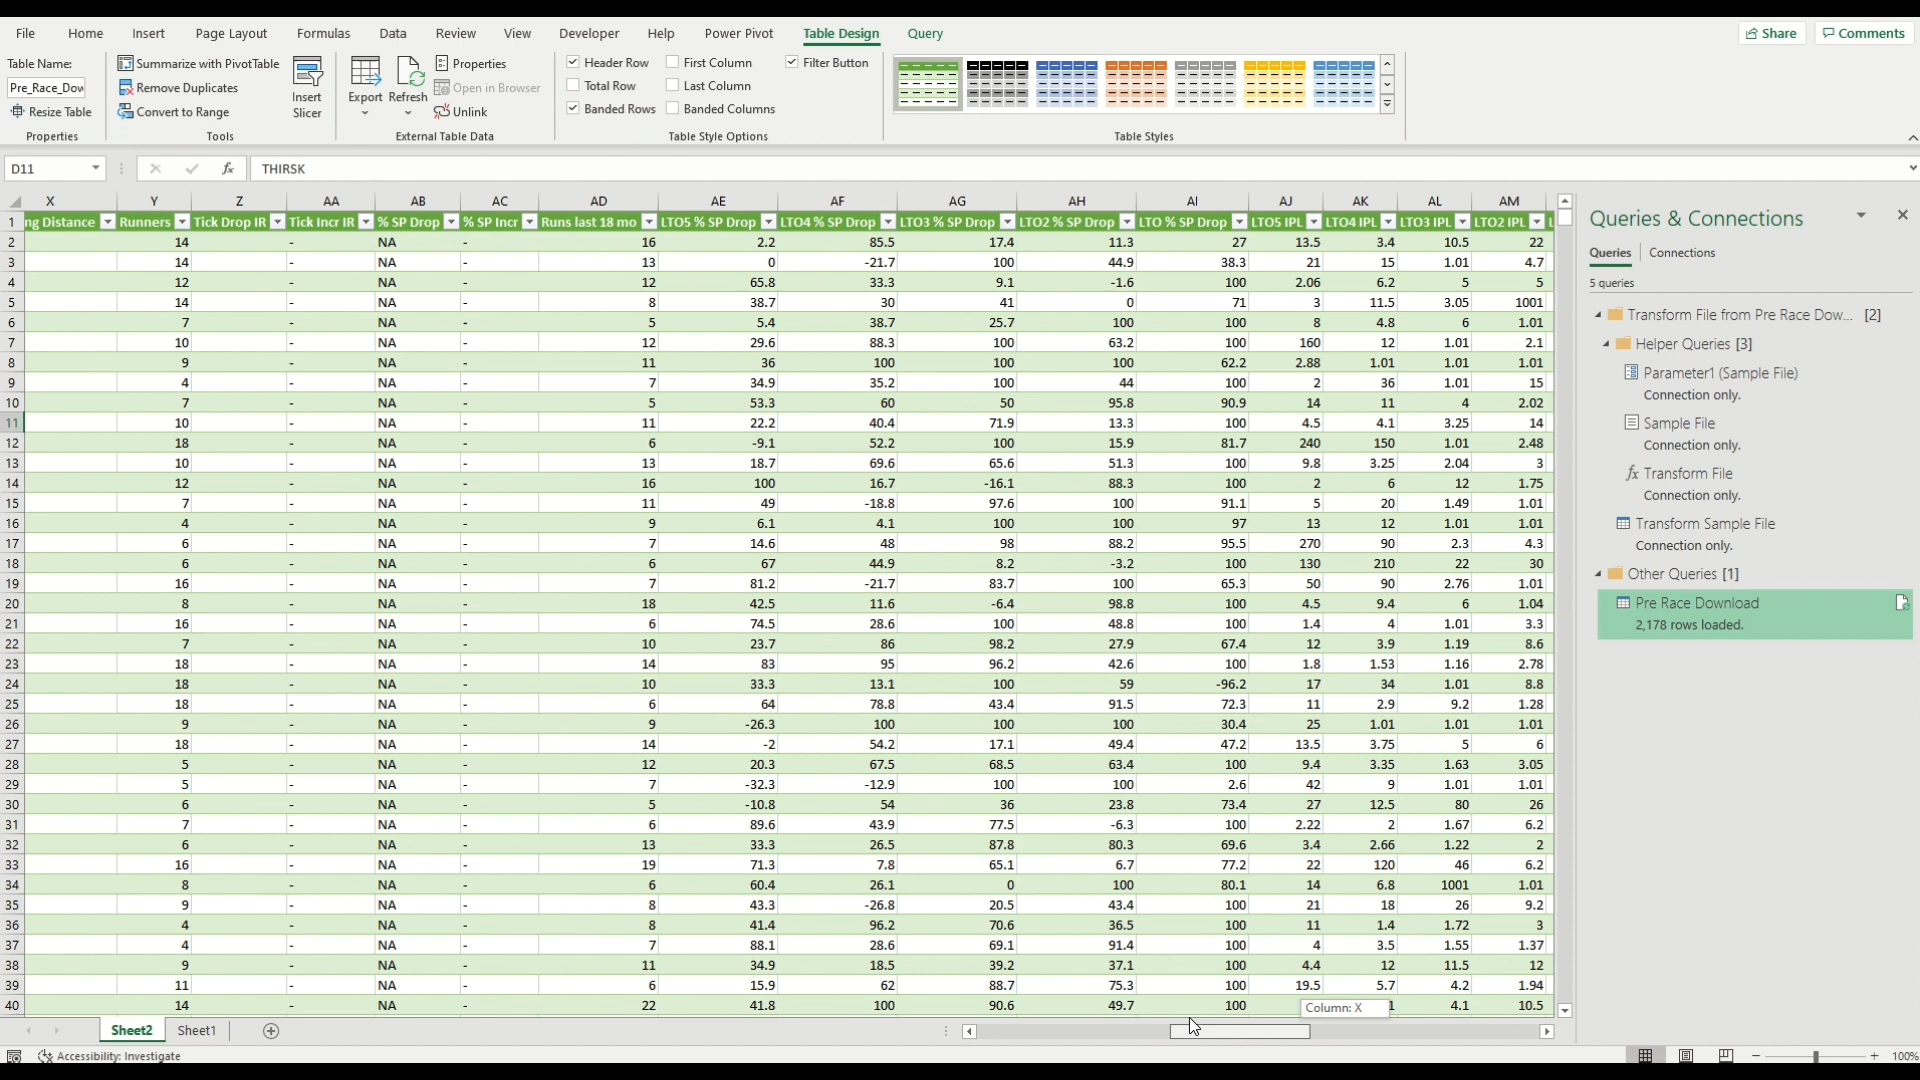 File Home Insert Page Layout Formulas Data Review View Developer Help Power Pivot Table Design Query Share Comments
Table Name: Summarize with PivotTable Properties Header Row First Column Filter Button
Pre_Race_Dow Remove Duplicates Insert Slicer Export Refresh Open in Browser Total Row Last Column
Resize Table Convert to Range Unlink Banded Rows Banded Columns
Properties Tools External Table Data Table Style Options Table Styles
D11 fx THIRSK
X Y Z AA AB AC AD AE AF AG AH AI AJ AK AL AM
1 ng Distance Runners Tick Drop IR Tick Incr IR % SP Drop % SP Incr Runs last 18 mo LTO5 % SP Drop LTO4 % SP Drop LTO3 % SP Drop LTO2 % SP Drop LTO % SP Drop LTO5 IPL LTO4 IPL LTO3 IPL LTO2 IPL L
2 14 - NA - 16 2.2 85.5 17.4 11.3 27 13.5 3.4 10.5 22
3 14 - NA - 13 0 -21.7 100 44.9 38.3 21 15 1.01 4.7
4 12 - NA - 12 65.8 33.3 9.1 -1.6 100 2.06 6.2 5 5
5 14 - NA - 8 38.7 30 41 0 71 3 11.5 3.05 1001
6 7 - NA - 5 5.4 38.7 25.7 100 100 8 4.8 6 1.01
7 10 - NA - 12 29.6 88.3 100 63.2 100 160 12 1.01 2.1
8 9 - NA - 11 36 100 100 100 62.2 2.88 1.01 1.01 1.01
9 4 - NA - 7 34.9 35.2 100 44 100 2 36 1.01 15
10 7 - NA - 5 53.3 60 50 95.8 90.9 14 11 4 2.02
11 10 - NA - 11 22.2 40.4 71.9 13.3 100 4.5 4.1 3.25 14
12 18 - NA - 6 -9.1 52.2 100 15.9 81.7 240 150 1.01 2.48
13 10 - NA - 13 18.7 69.6 65.6 51.3 100 9.8 3.25 2.04 3
14 12 - NA - 16 100 16.7 -16.1 88.3 100 2 6 12 1.75
15 7 - NA - 11 49 -18.8 97.6 100 91.1 5 20 1.49 1.01
16 4 - NA - 9 6.1 4.1 100 100 97 13 12 1.01 1.01
17 6 - NA - 7 14.6 48 98 88.2 95.5 270 90 2.3 4.3
18 6 - NA - 6 67 44.9 8.2 -3.2 100 130 210 22 30
19 16 - NA - 7 81.2 -21.7 83.7 100 65.3 50 90 2.76 1.01
20 8 - NA - 18 42.5 11.6 -6.4 98.8 100 4.5 9.4 6 1.04
21 16 - NA - 6 74.5 28.6 100 48.8 100 1.4 4 1.01 3.3
22 7 - NA - 10 23.7 86 98.2 27.9 67.4 12 3.9 1.19 8.6
23 18 - NA - 14 83 95 96.2 42.6 100 1.8 1.53 1.16 2.78
24 18 - NA - 10 33.3 13.1 100 59 -96.2 17 34 1.01 8.8
25 18 - NA - 6 64 78.8 43.4 91.5 72.3 11 2.9 9.2 1.28
26 9 - NA - 9 -26.3 100 100 100 30.4 25 1.01 1.01 1.01
27 18 - NA - 14 -2 54.2 17.1 49.4 47.2 13.5 3.75 5 6
28 5 - NA - 12 20.3 67.5 68.5 63.4 100 9.4 3.35 1.63 3.05
29 5 - NA - 7 -32.3 -12.9 100 100 2.6 42 9 1.01 1.01
30 6 - NA - 5 -10.8 54 36 23.8 73.4 27 12.5 80 26
31 7 - NA - 6 89.6 43.9 77.5 -6.3 100 2.22 2 1.67 6.2
32 6 - NA - 13 33.3 26.5 87.8 80.3 69.6 3.4 2.66 1.22 2
33 16 - NA - 19 71.3 7.8 65.1 6.7 77.2 22 120 46 6.2
34 8 - NA - 6 60.4 26.1 0 100 80.1 14 6.8 1001 1.01
35 9 - NA - 8 43.3 -26.8 20.5 43.4 100 21 18 26 9.2
36 4 - NA - 8 41.4 96.2 70.6 36.5 100 11 1.4 1.72 3
37 4 - NA - 7 88.1 28.6 69.1 91.4 100 4 3.5 1.55 1.37
38 9 - NA - 11 34.9 18.5 39.2 37.1 100 4.4 12 11.5 12
39 11 - NA - 6 15.9 62 88.7 75.3 100 19.5 5.7 4.2 1.94
40 14 - NA - 22 41.8 100 90.6 49.7 100 1 4.1 10.5
Column: X
Sheet2 Sheet1
Accessibility: Investigate 100%
Queries & Connections
Queries Connections
5 queries
Transform File from Pre Race Dow... [2]
Helper Queries [3]
Parameter1 (Sample File)
Connection only.
Sample File
Connection only.
fx Transform File
Connection only.
Transform Sample File
Connection only.
Other Queries [1]
Pre Race Download
2,178 rows loaded.